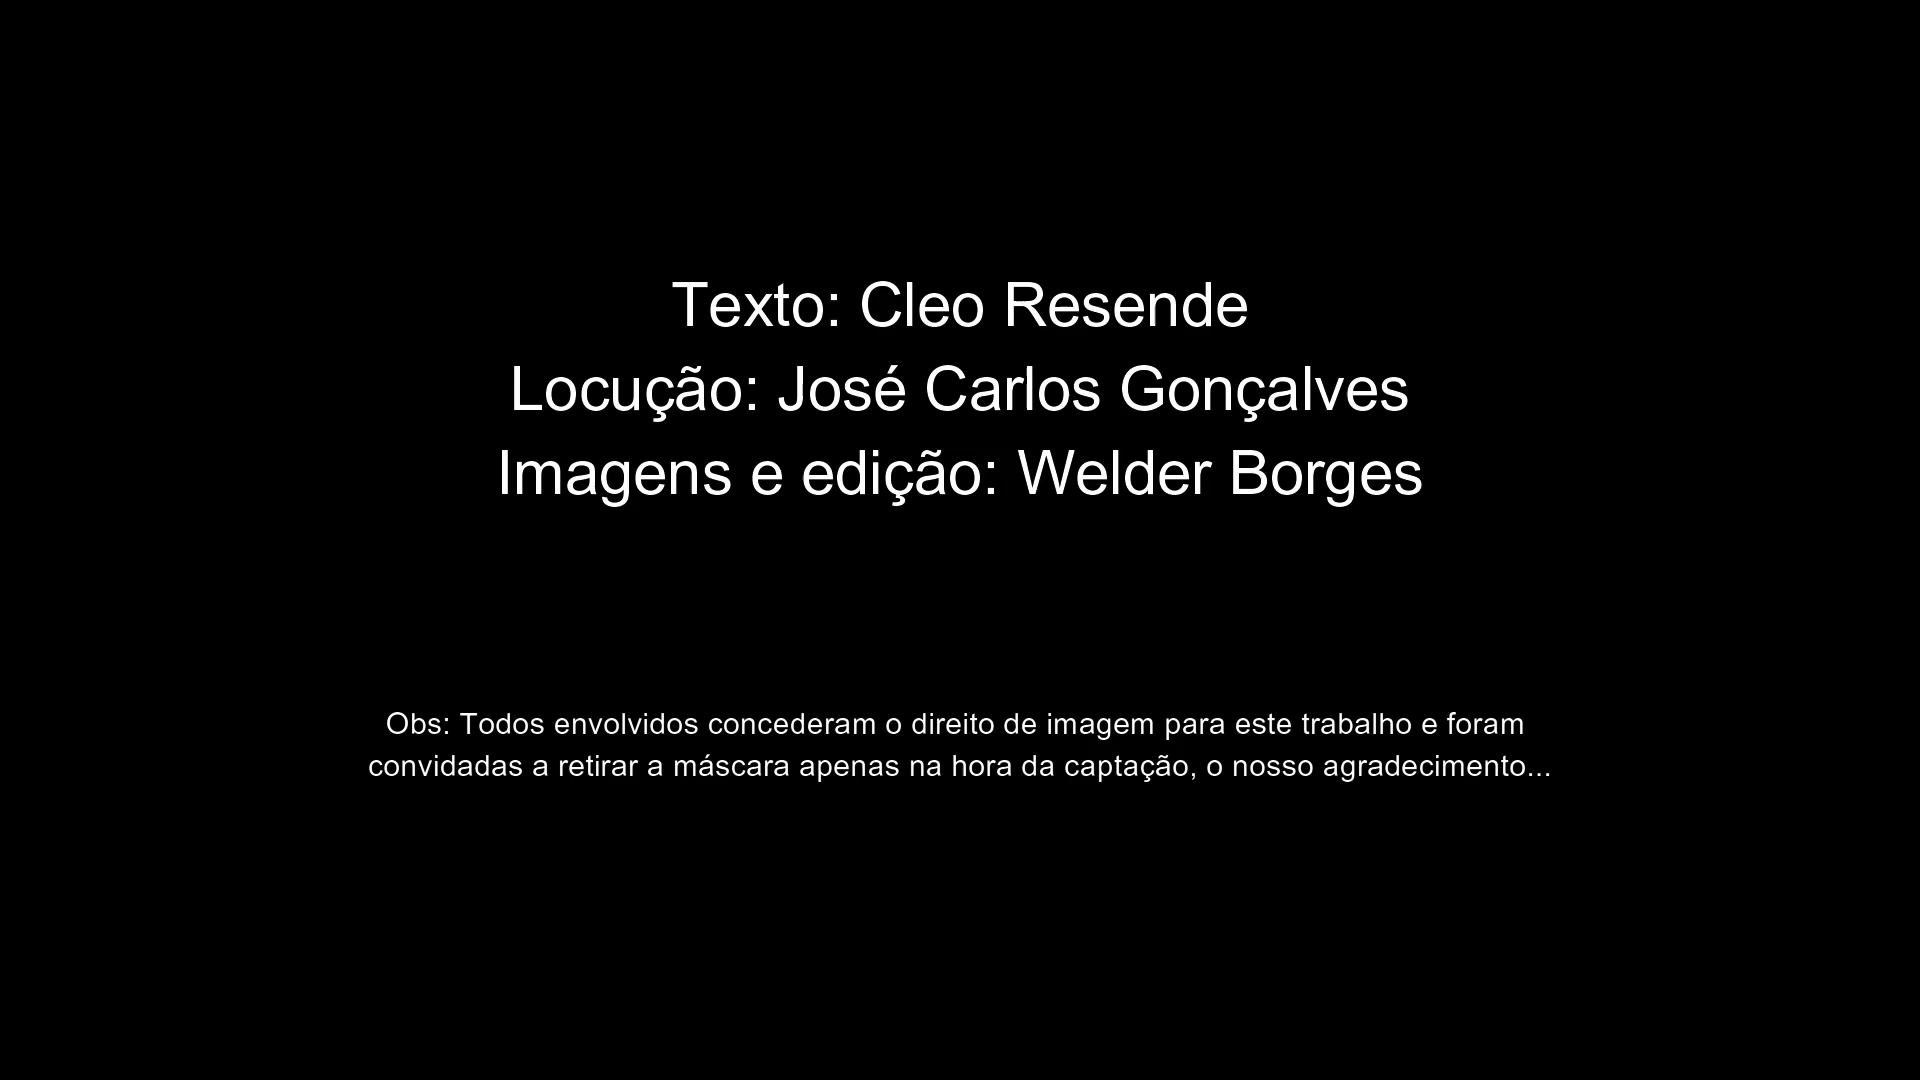 Texto: Cleo Resende
Locução: José Carlos Gonçalves
Imagens e edição: Welder Borges
Obs: Todos envolvidos concederam o direito de imagem para este trabalho e foram
convidadas a retirar a máscara apenas na hora da captação, o nosso agradecimento...